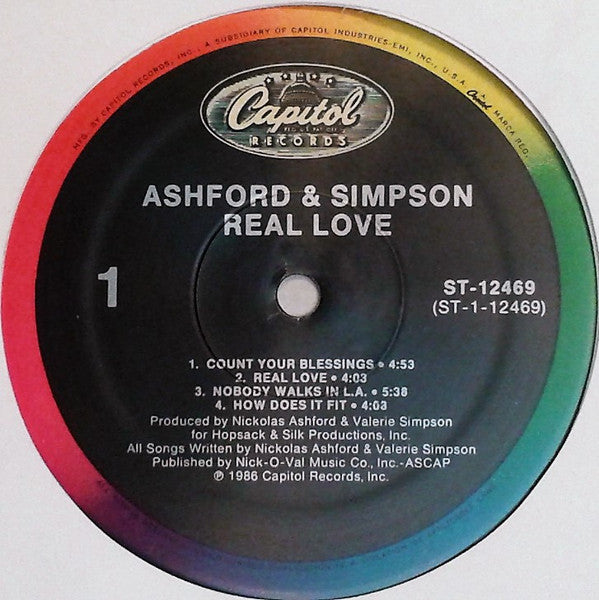 MFG. BY CAPITOL RECORDS, INC., A SUBSIDIARY OF CAPITOL INDUSTRIES-EMI, INC., U.S.A. Capitol MARCA REG.
Capitol
RECORDS
ASHFORD & SIMPSON
REAL LOVE
1
ST-12469
(ST-1-12469)
1. COUNT YOUR BLESSINGS • 4:53
2. REAL LOVE • 4:03
3. NOBODY WALKS IN L.A. • 5:38
4. HOW DOES IT FIT • 4:03
Produced by Nickolas Ashford & Valerie Simpson
for Hopsack & Silk Productions, Inc.
All Songs Written by Nickolas Ashford & Valerie Simpson
Published by Nick-O-Val Music Co., Inc.-ASCAP
℗ 1986 Capitol Records, Inc.